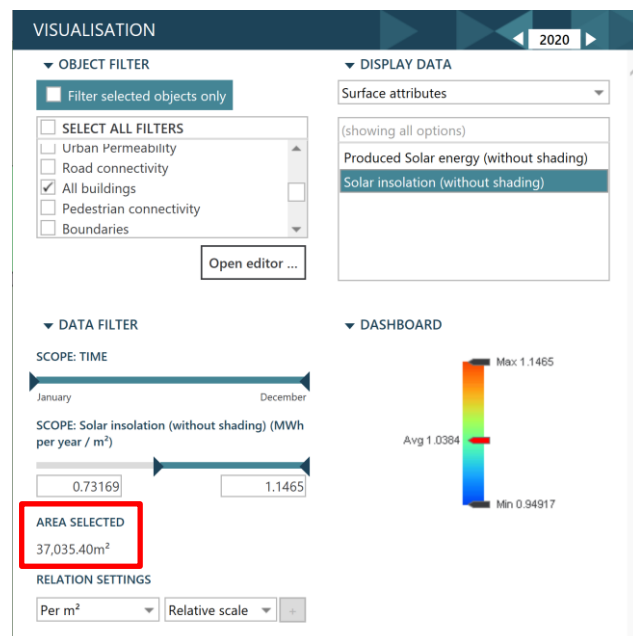 VISUALISATION
2020
OBJECT FILTER
Filter selected objects only
SELECT ALL FILTERS
Urban Permeability
Road connectivity
All buildings
Pedestrian connectivity
Boundaries
Open editor ...
DISPLAY DATA
Surface attributes
(showing all options)
Produced Solar energy (without shading)
Solar insolation (without shading)
DATA FILTER
SCOPE: TIME
January December
SCOPE: Solar insolation (without shading) (MWh
per year / m²)
0.73169 1.1465
AREA SELECTED
37,035.40m²
RELATION SETTINGS
Per m² Relative scale +
DASHBOARD
Max 1.1465
Avg 1.0384
Min 0.94917